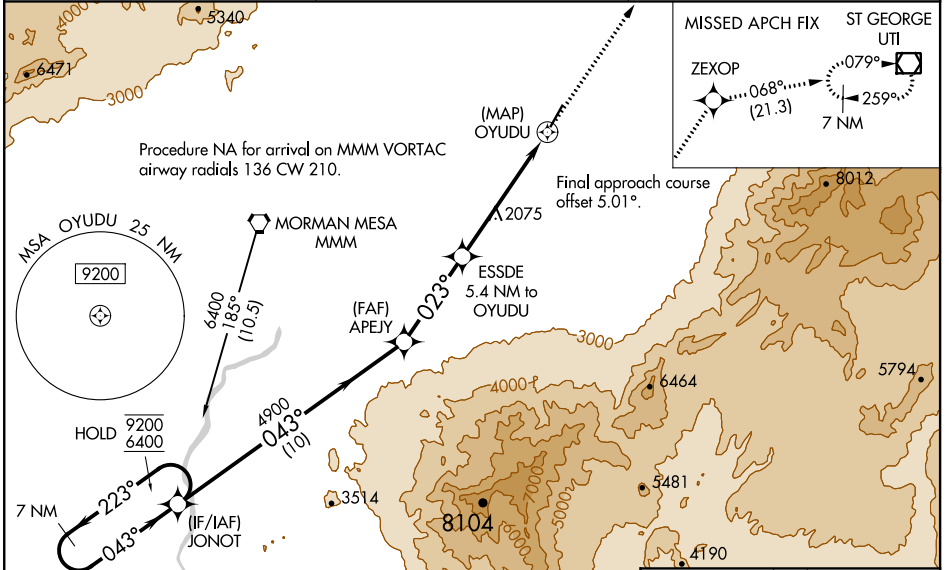 5340
4000
6471
3000
Procedure NA for arrival on MMM VORTAC
airway radials 136 CW 210.
MSA OYUDU 25 NM
9200
MORMAN MESA
MMM
6400
185°
(10.5)
(MAP)
OYUDU
Final approach course
offset 5.01°.
2075
ESSDE
5.4 NM to
OYUDU
023°
(FAF)
APEJY
4900
043°
(10)
HOLD
9200
6400
223°
043°
7 NM
(IF/IAF)
JONOT
MISSED APCH FIX
ST GEORGE
UTI
ZEXOP
079°
068°
(21.3)
259°
7 NM
8012
3000
4000
6464
5794
3514
8104
7000
6000
5000
5481
4190